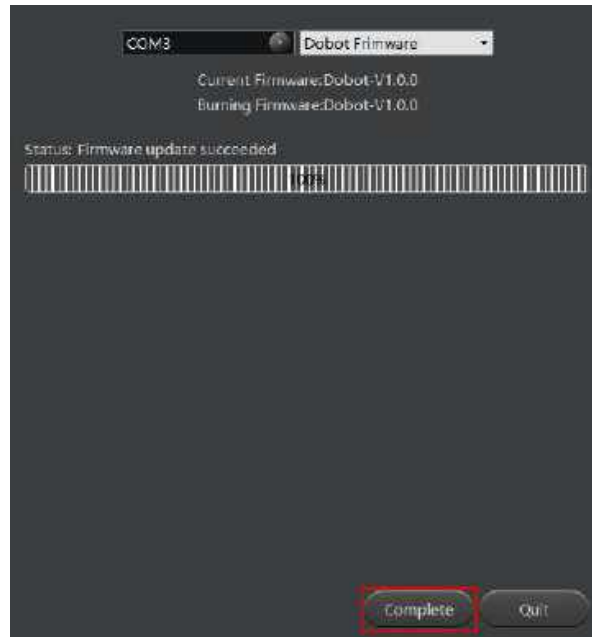 COM3 Dobot Frimware
Current Firmware:Dobot-V1.0.0
Burning Firmware:Dobot-V1.0.0
Status: Firmware update succeeded
100%
Complete Quit